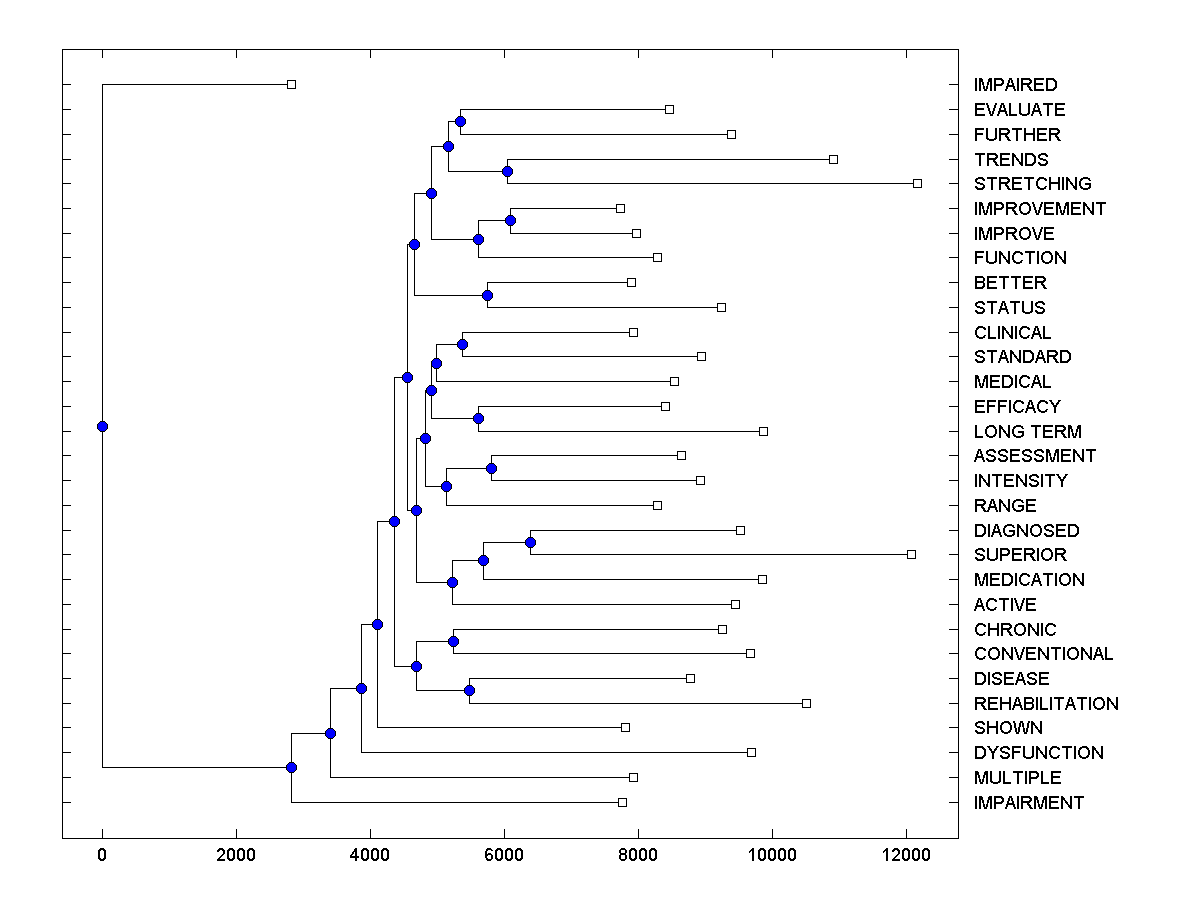 IMPAIRED
EVALUATE
FURTHER
TRENDS
STRETCHING
IMPROVEMENT
IMPROVE
FUNCTION
BETTER
STATUS
CLINICAL
STANDARD
MEDICAL
EFFICACY
LONG TERM
ASSESSMENT
INTENSITY
RANGE
DIAGNOSED
SUPERIOR
MEDICATION
ACTIVE
CHRONIC
CONVENTIONAL
DISEASE
REHABILITATION
SHOWN
DYSFUNCTION
MULTIPLE
IMPAIRMENT
0 2000 4000 6000 8000 10000 12000